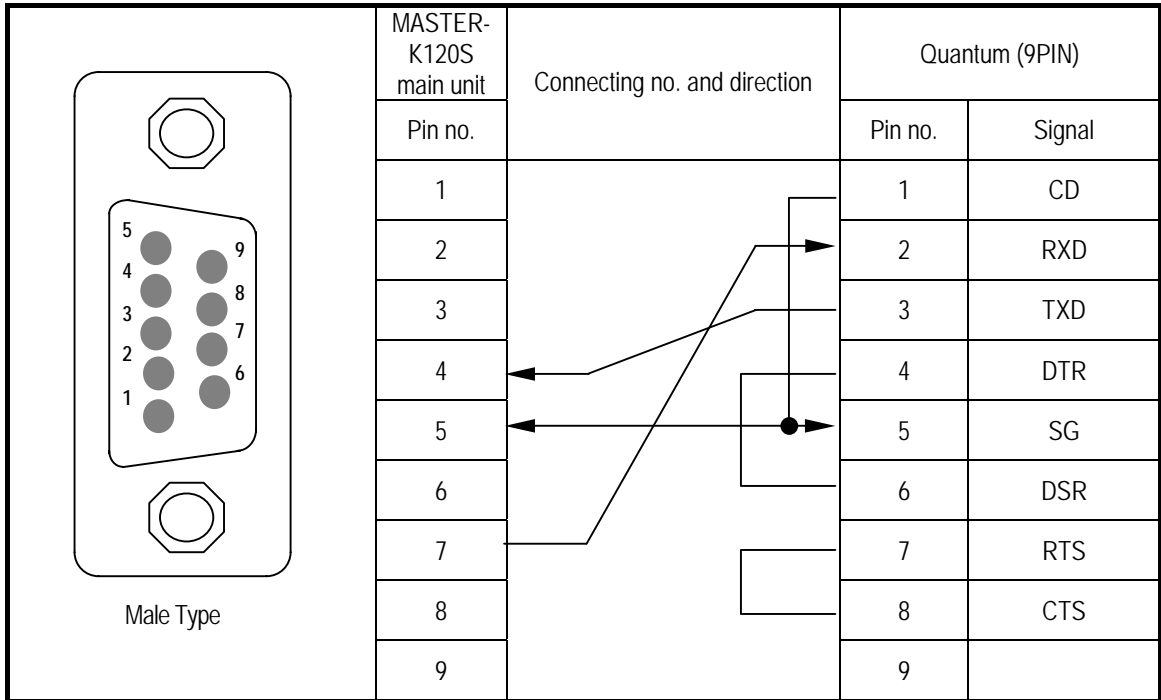 MASTER-
K120S
main unit
Connecting no. and direction
Quantum (9PIN)
Pin no.
Pin no.
Signal
1
1
CD
2
2
RXD
3
3
TXD
4
4
DTR
5
5
SG
6
6
DSR
7
7
RTS
8
8
CTS
9
9
5
9
4
8
3
7
2
6
1
Male Type